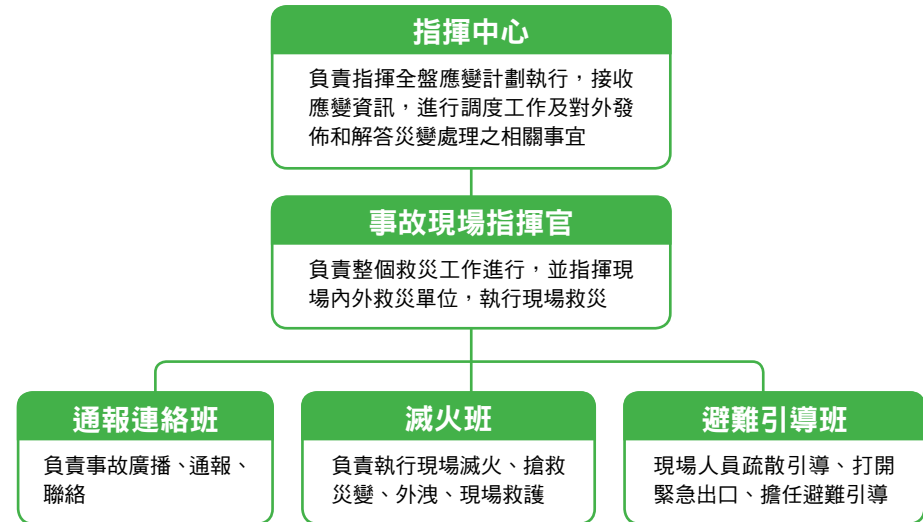 指揮中心
負責指揮全盤應變計劃執行，接收
應變資訊，進行調度工作及對外發
佈和解答災變處理之相關事宜
事故現場指揮官
負責整個救災工作進行，並指揮現
場內外救災單位，執行現場救災
通報連絡班
負責事故廣播、通報、
聯絡
滅火班
負責執行現場滅火、搶救
災變、外洩、現場救護
避難引導班
現場人員疏散引導、打開
緊急出口、擔任避難引導